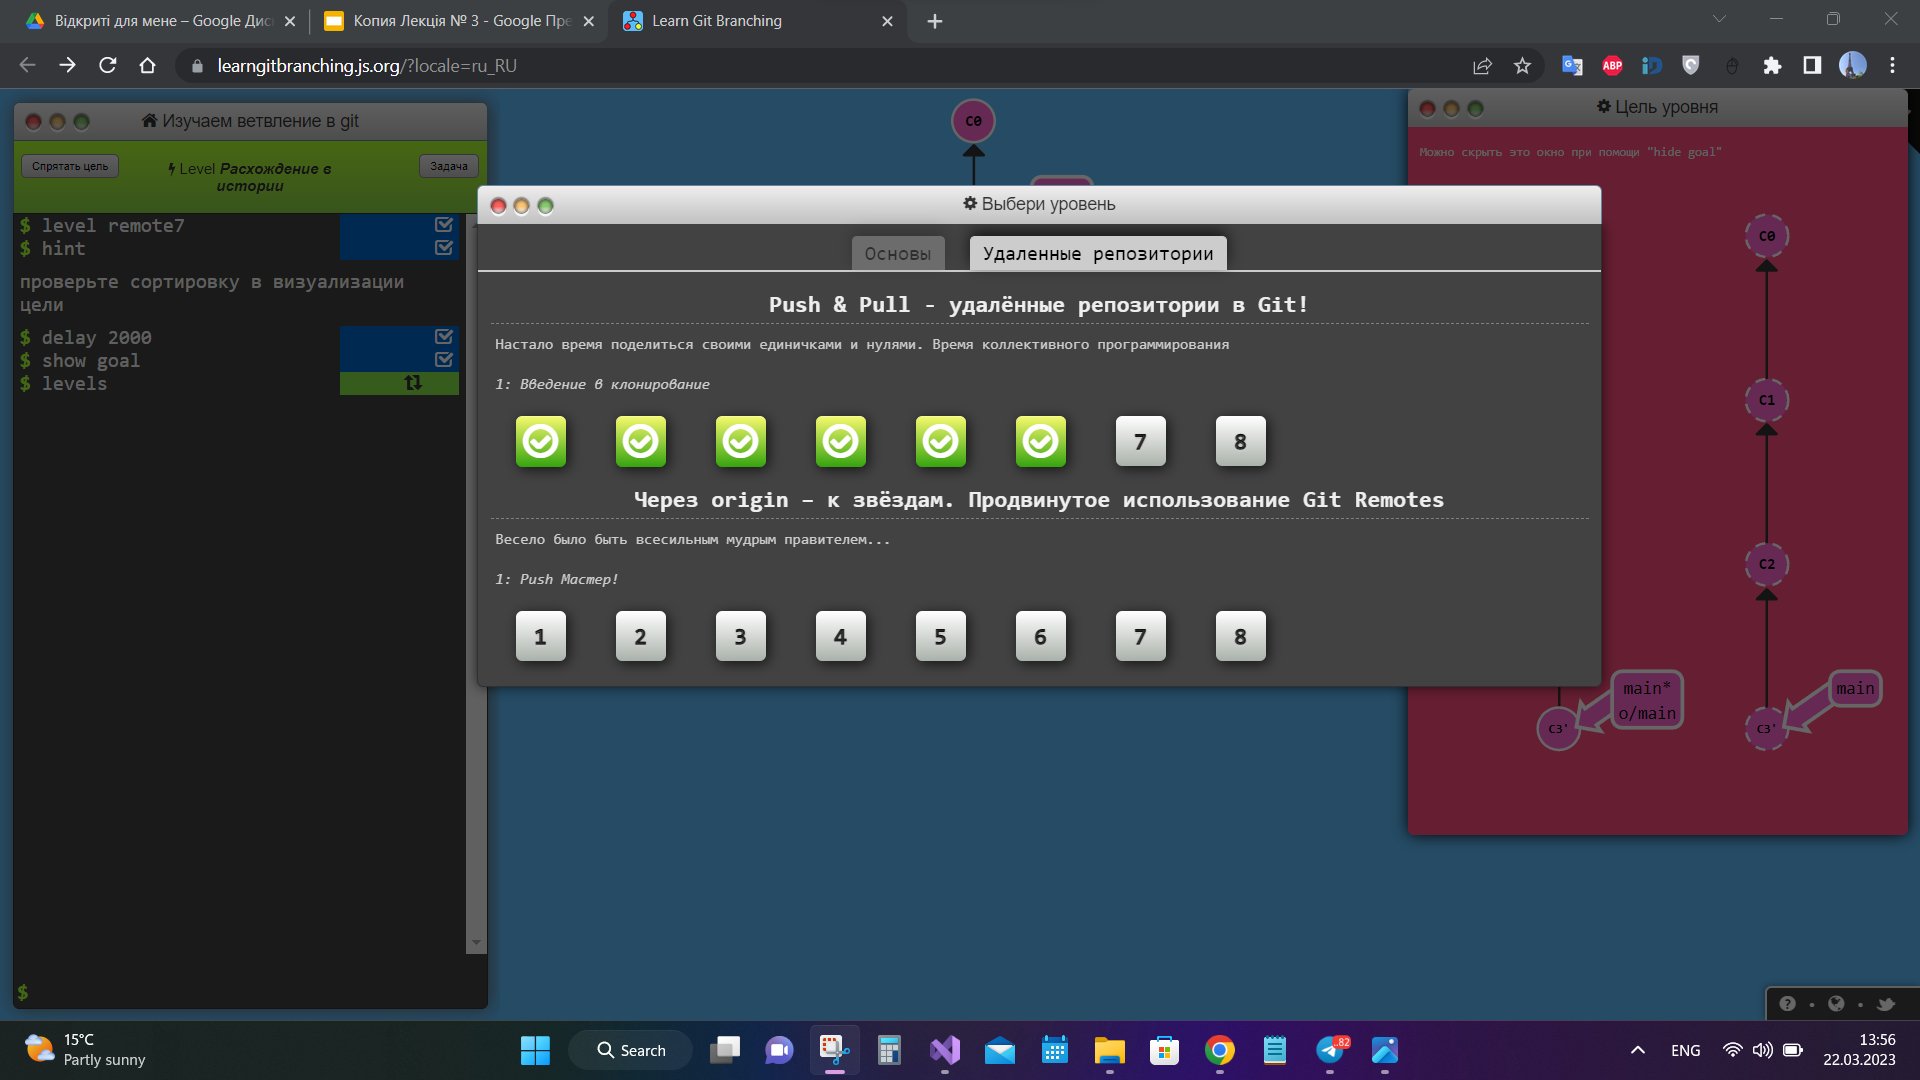 Відкриті для мене – Google Дис
Копия Лекція № 3 - Google Пре
Learn Git Branching
learngitbranching.js.org/?locale=ru_RU
ABP
Изучаем ветвление в git
Спрятать цель
Level Расхождение в
истории
Задача
$ level remote7
$ hint
проверьте сортировку в визуализации
цели
$ delay 2000
$ show goal
$ levels
$
C0
Выбери уровень
Основы
Удаленные репозитории
Push & Pull - удалённые репозитории в Git!
Настало время поделиться своими единичками и нулями. Время коллективного программирования
1: Введение в клонирование
7
8
Через origin – к звёздам. Продвинутое использование Git Remotes
Весело было быть всесильным мудрым правителем...
1: Push Мастер!
1
2
3
4
5
6
7
8
Цель уровня
Можно скрыть это окно при помощи "hide goal"
C0
C1
C2
main*
o/main
main
C3'
C3'
15°C
Partly sunny
Search
..82
ENG
13:56
22.03.2023